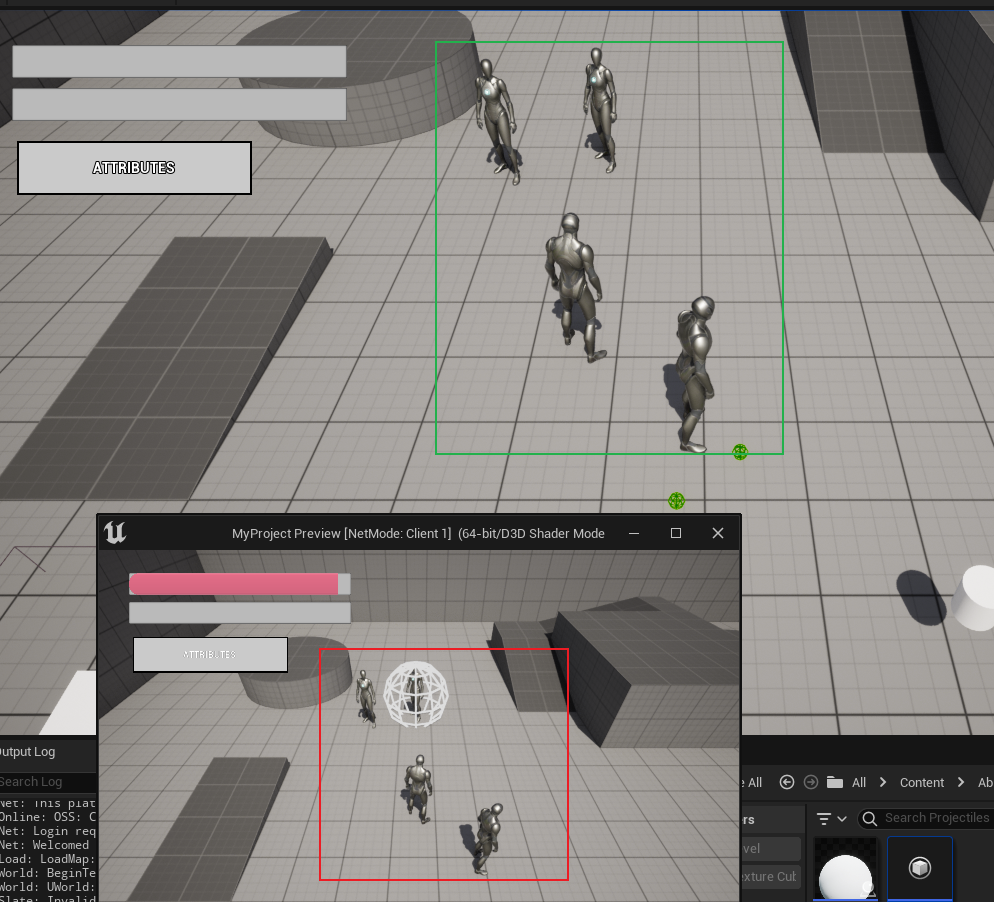 ATTRIBUTES
MyProject Preview [NetMode: Client 1] (64-bit/D3D Shader Mode
ATTRIBUTES
utput Log
Search Log
Net: This plat
Online: OSS: C
Net: Login req
Net: Welcomed
Load: LoadMap:
World: BeginTe
World: UWorld:
Slate: Invalid
e All
All
Content
Ab
rs
Search Projectiles
vel
exture Cub